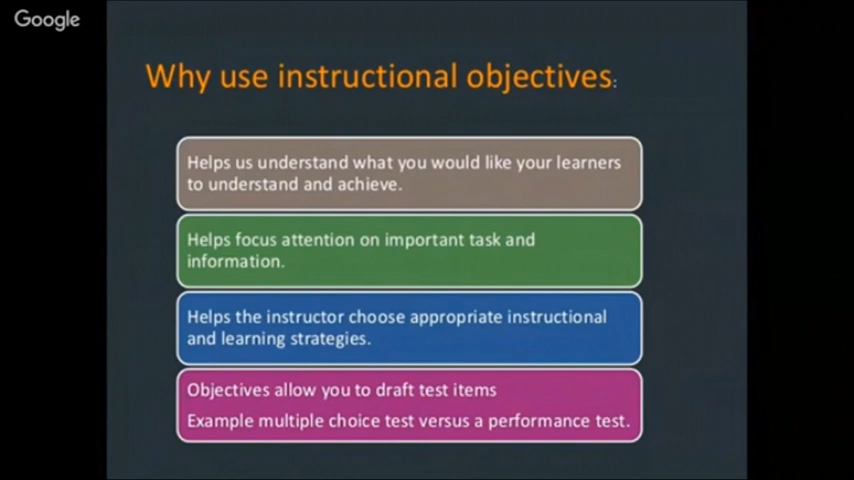 Google
Why use instructional objectives:
Helps us understand what you would like your learners
to understand and achieve.
Helps focus attention on important task and
information.
Helps the instructor choose appropriate instructional
and learning strategies.
Objectives allow you to draft test items
Example multiple choice test versus a performance test.